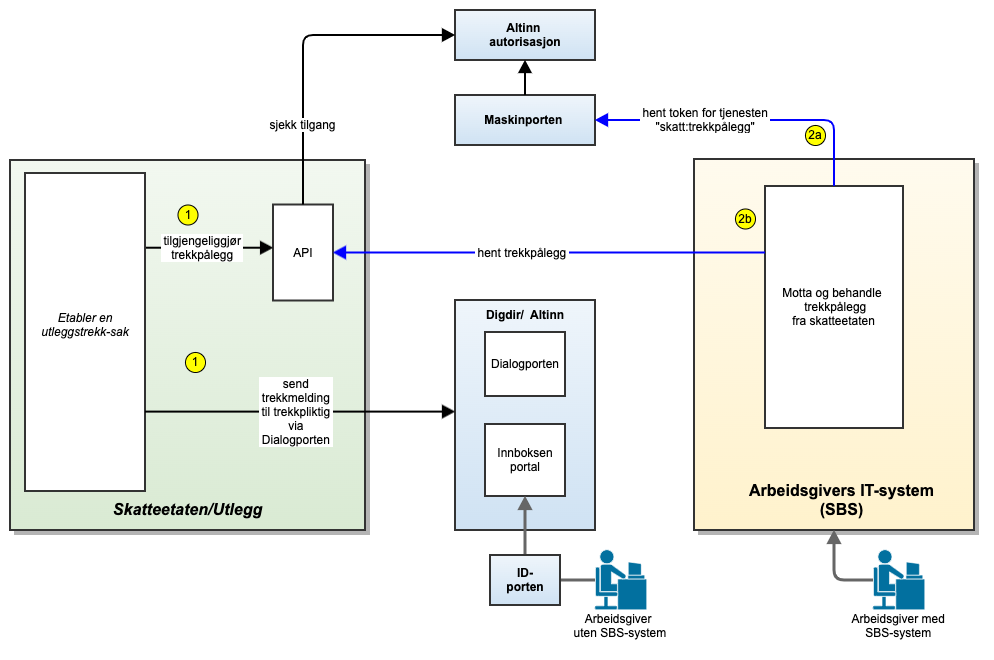 Altinn
autorisasjon
Maskinporten
hent token for tjenesten
"skatt:trekkpålegg"
2a
sjekk tilgang
1
tilgjengeliggjør
trekkpålegg
API
2b
hent trekkpålegg
Etabler en
utleggstrekk-sak
Motta og behandle
trekkpålegg
fra skatteetaten
Digdir/ Altinn
Dialogporten
1
send
trekkmelding
til trekkpliktig
via
Dialogporten
Innboksen
portal
Skatteetaten/Utlegg
Arbeidsgivers IT-system
(SBS)
ID-
porten
Arbeidsgiver
uten SBS-system
Arbeidsgiver med
SBS-system